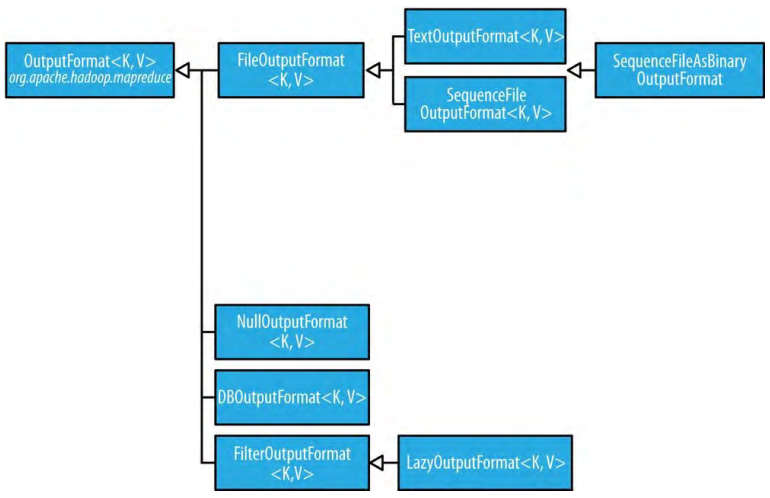 OutputFormat<K, V>
org.apache.hadoop.mapreduce
FileOutputFormat
<K, V>
TextOutputFormat<K, V>
SequenceFile
OutputFormat<K, V>
SequenceFileAsBinary
OutputFormat
NullOutputFormat
<K, V>
DBOutputFormat<K, V>
FilterOutputFormat
<K,V>
LazyOutputFormat<K, V>